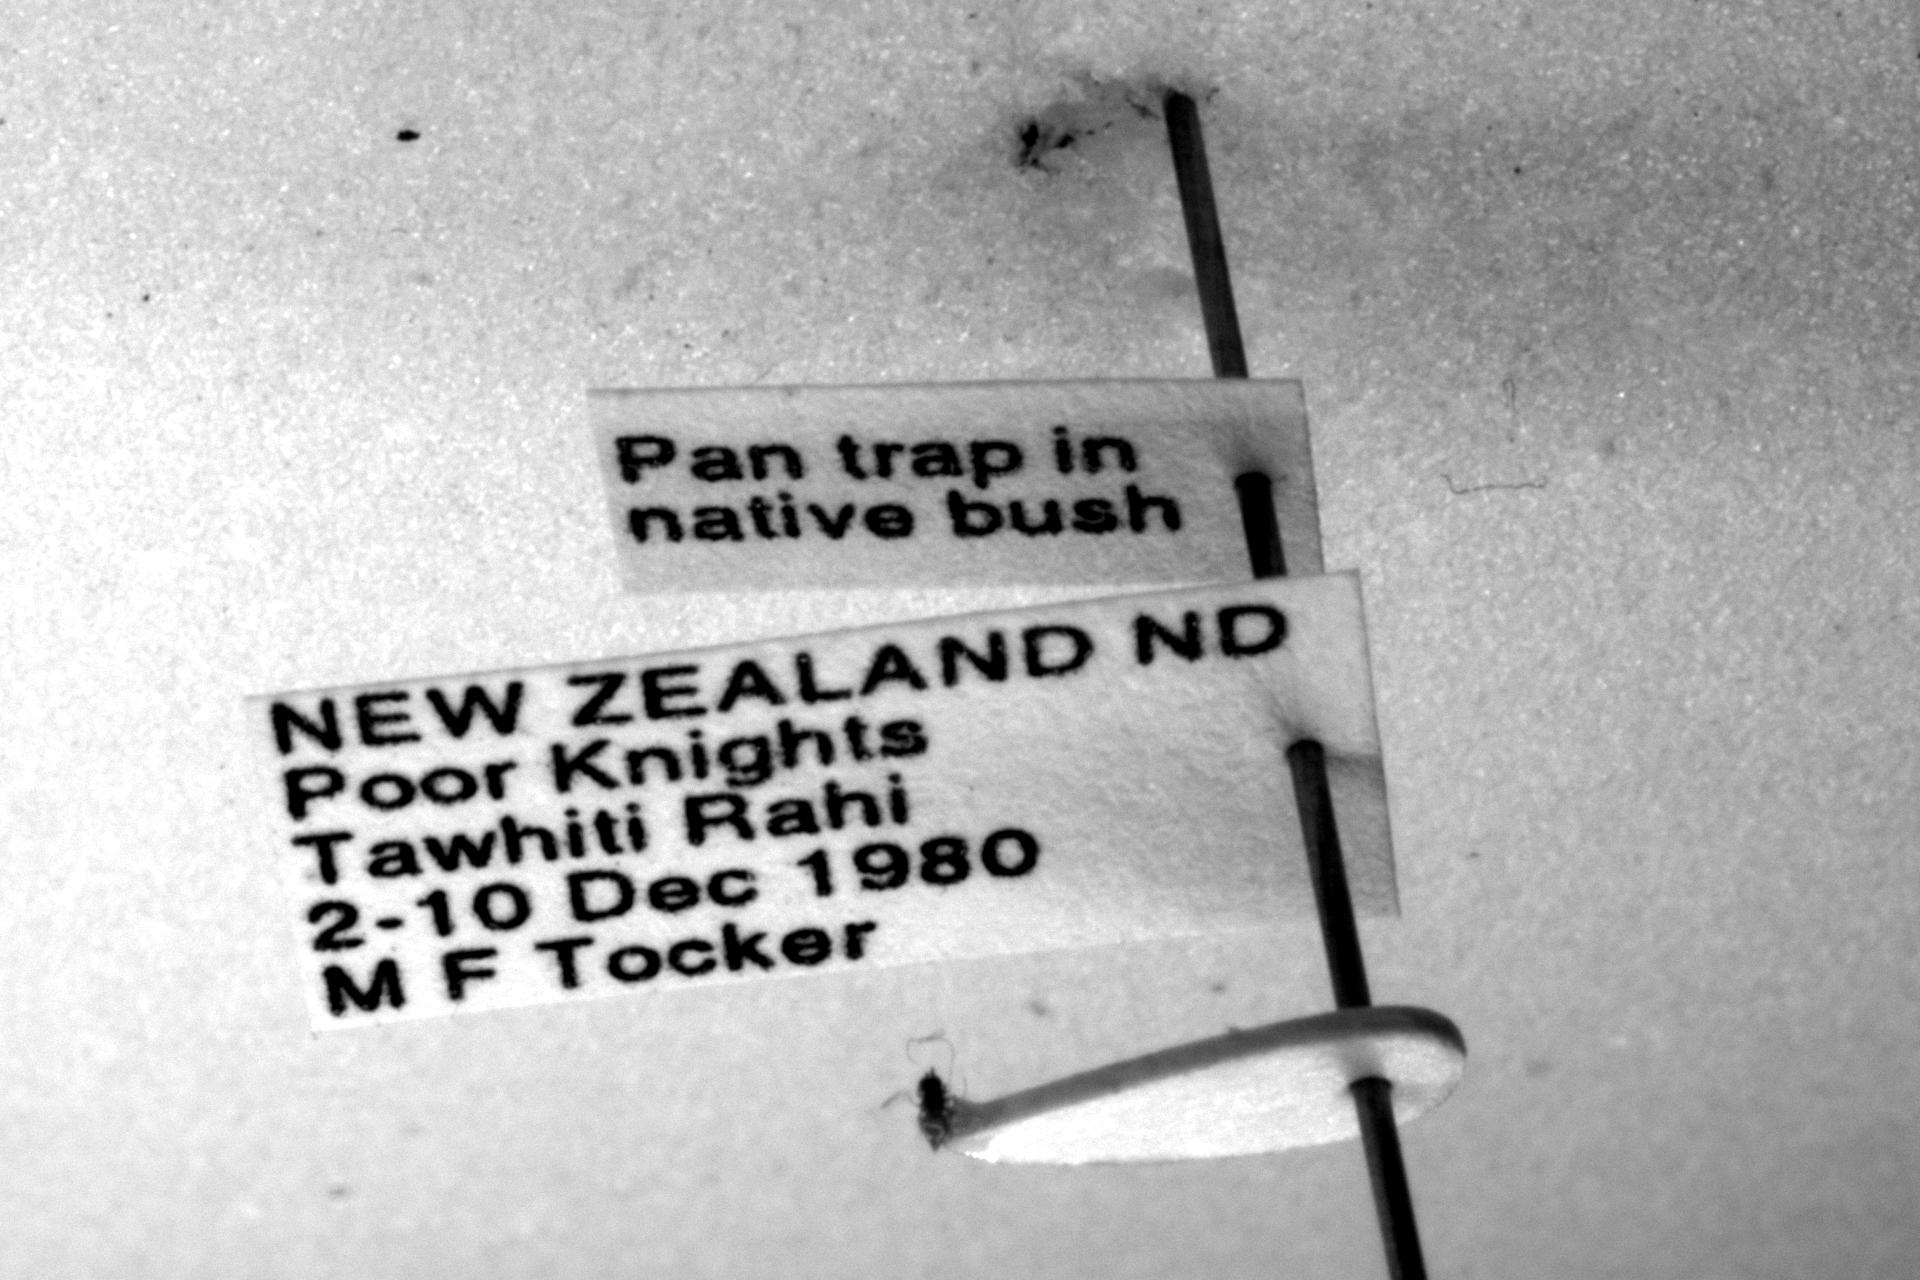 Pan trap in
native bush
NEW ZEALAND ND
Poor Knights
Tawhiti Rahi
2-10 Dec 1980
M F Tocker